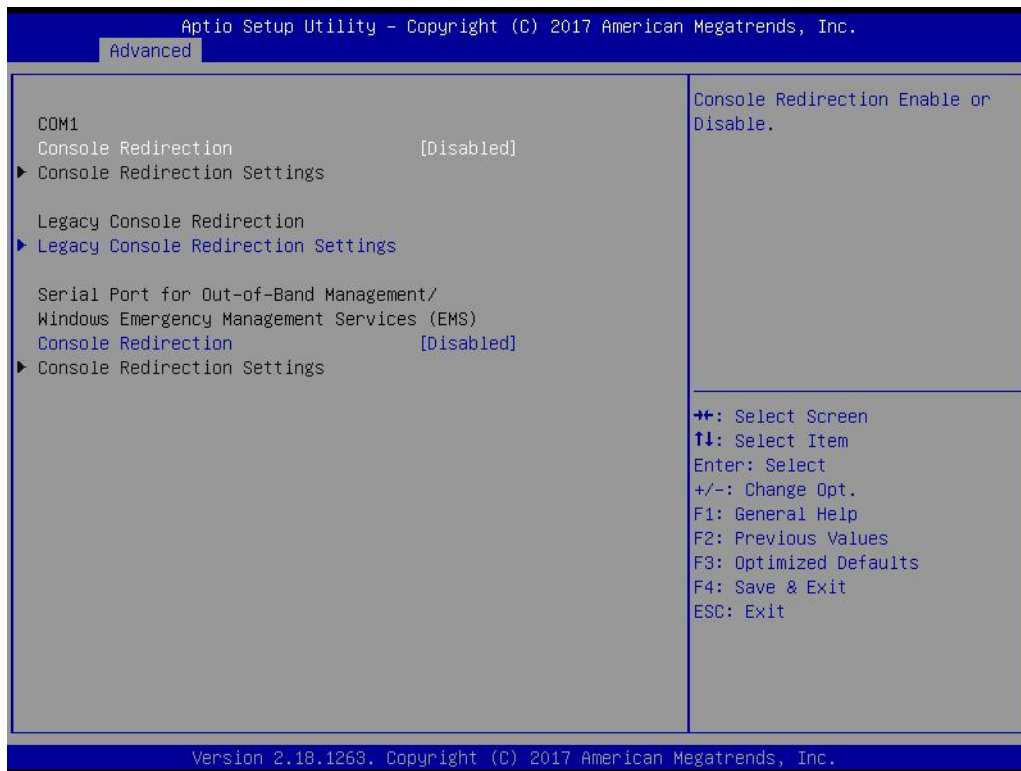 Aptio Setup Utility – Copyright (C) 2017 American Megatrends, Inc.
Advanced
COM1
Console Redirection [Disabled]
▶ Console Redirection Settings
Legacy Console Redirection
▶ Legacy Console Redirection Settings
Serial Port for Out-of-Band Management/
Windows Emergency Management Services (EMS)
Console Redirection [Disabled]
▶ Console Redirection Settings
Console Redirection Enable or
Disable.
→←: Select Screen
↑↓: Select Item
Enter: Select
+/-: Change Opt.
F1: General Help
F2: Previous Values
F3: Optimized Defaults
F4: Save & Exit
ESC: Exit
Version 2.18.1263. Copyright (C) 2017 American Megatrends, Inc.